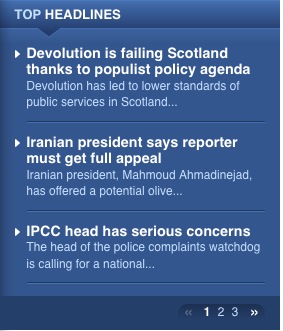 TOP HEADLINES
Devolution is failing Scotland
thanks to populist policy agenda
Devolution has led to lower standards of
public services in Scotland...
Iranian president says reporter
must get full appeal
Iranian president, Mahmoud Ahmadinejad,
has offered a potential olive...
IPCC head has serious concerns
The head of the police complaints watchdog
is calling for a national...
« 1 2 3 »